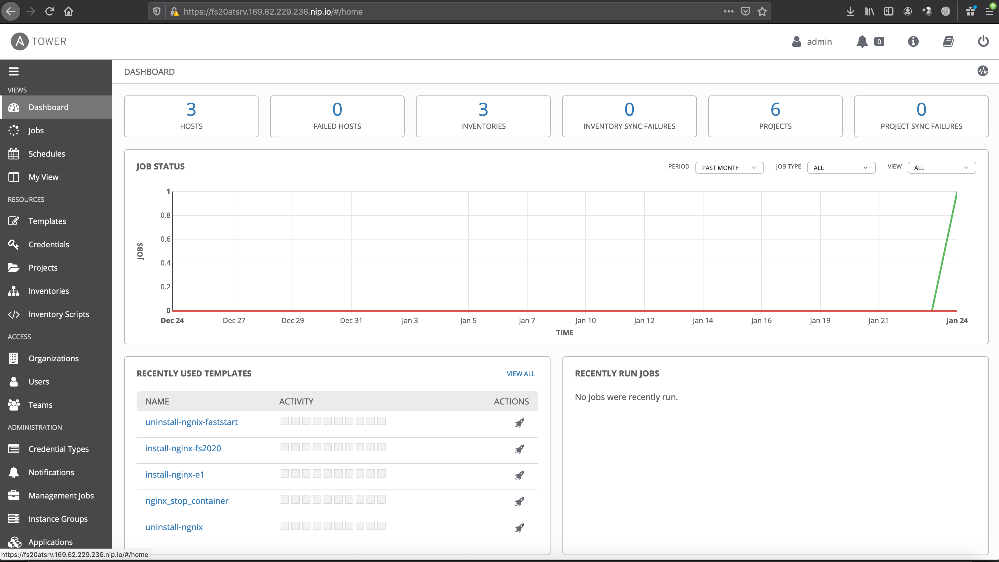 https://fs20atsrv.169.62.229.236.nip.io/#/home
A TOWER
admin
0
VIEWS
Dashboard
Jobs
Schedules
My View
RESOURCES
Templates
Credentials
Projects
Inventories
Inventory Scripts
ACCESS
Organizations
Users
Teams
ADMINISTRATION
Credential Types
Notifications
Management Jobs
Instance Groups
Applications
https://fs20atsrv.169.62.229.236.nip.io/#/home
DASHBOARD
3
HOSTS
0
FAILED HOSTS
3
INVENTORIES
0
INVENTORY SYNC FAILURES
6
PROJECTS
0
PROJECT SYNC FAILURES
JOB STATUS
PERIOD PAST MONTH JOB TYPE ALL VIEW ALL
JOBS
1
0.8
0.6
0.4
0.2
0
Dec 24 Dec 27 Dec 29 Dec 31 Jan 3 Jan 5 Jan 7 Jan 10 Jan 12 Jan 14 Jan 16 Jan 19 Jan 21 Jan 24
TIME
RECENTLY USED TEMPLATES VIEW ALL
NAME ACTIVITY ACTIONS
uninstall-ngnix-faststart
install-nginx-fs2020
install-nginx-e1
nginx_stop_container
uninstall-ngnix
RECENTLY RUN JOBS
No jobs were recently run.